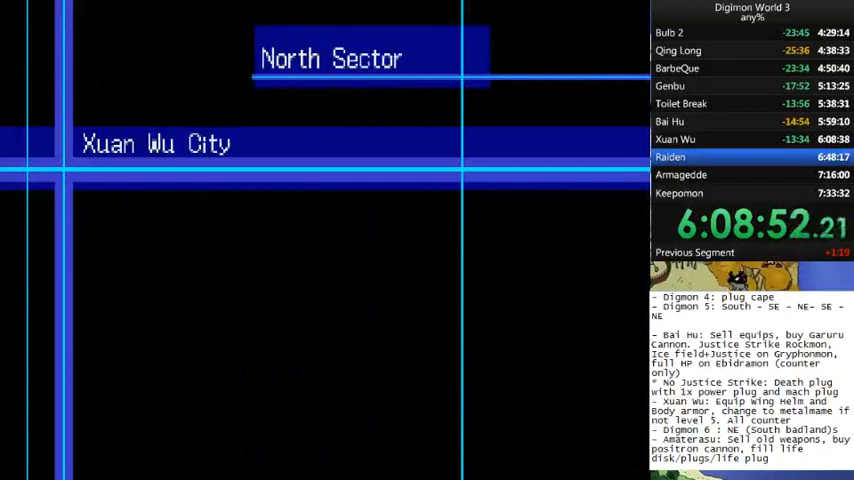 North Sector
Xuan Wu City
Digimon World 3
any%
Bulb 2 -23:45 4:29:14
Qing Long -25:36 4:38:33
BarbeQue -23:34 4:50:40
Genbu -17:52 5:13:25
Toilet Break -13:56 5:38:31
Bai Hu -14:54 5:59:10
Xuan Wu -13:34 6:08:38
Raiden 6:48:17
Armagedde 7:16:00
Keepomon 7:33:32
6:08:52.21
Previous Segment +1:19
- Digmon 4: plug cape
- Digmon 5: South - SE - NE- SE -
NE
- Bai Hu: Sell equips, buy Garuru
Cannon. Justice Strike Rockmon,
Ice field+Justice on Gryphonmon,
full HP on Ebidramon (counter
only)
* No Justice Strike: Death plug
with 1x power plug and mach plug
- Xuan Wu: Equip Wing Helm and
Body armor, change to metalmame if
not level 5. All counter
- Digmon 6 : NE (South badland)s
- Amaterasu: Sell old weapons, buy
positron cannon, fill life
disk/plugs/life plug